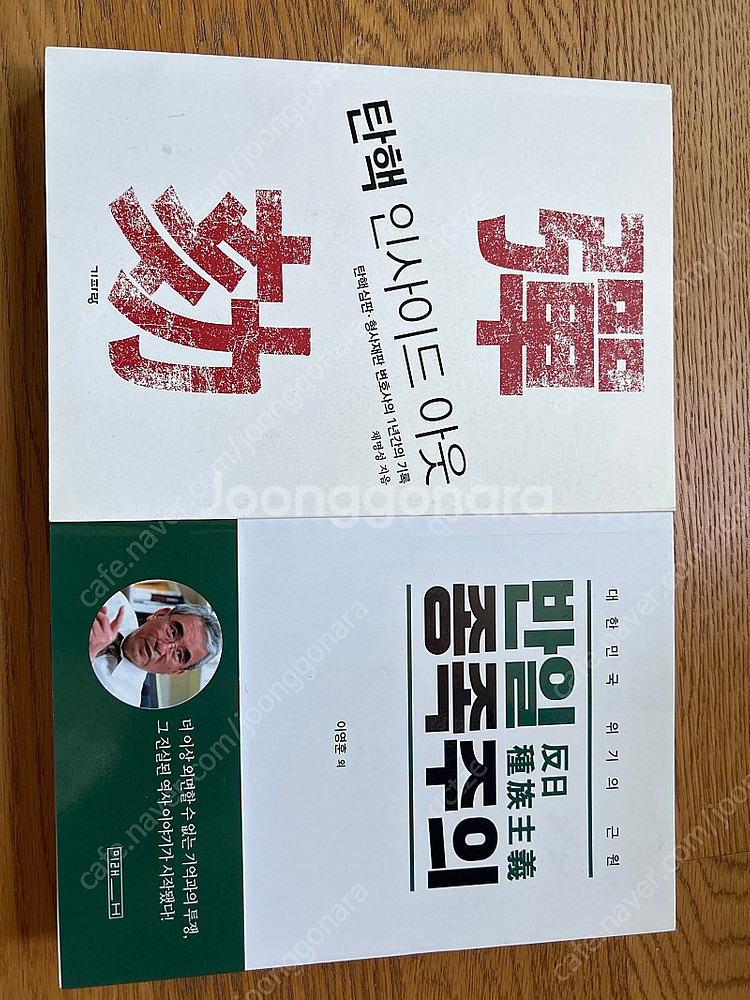 彈
劾
탄핵 인사이드 아웃
탄핵심판·형사재판 변호사의 1년간의 기록
채명성 지음
기파랑
대한민국 위기의 근원
반일
종족주의
反日
種族主義
이영훈 외
더 이상 외면할 수 없는 기억과의 투쟁,
그 진실된 역사 이야기가 시작됐다!
미래_H
Joonggonara
cafe.naver.com/joonggonara